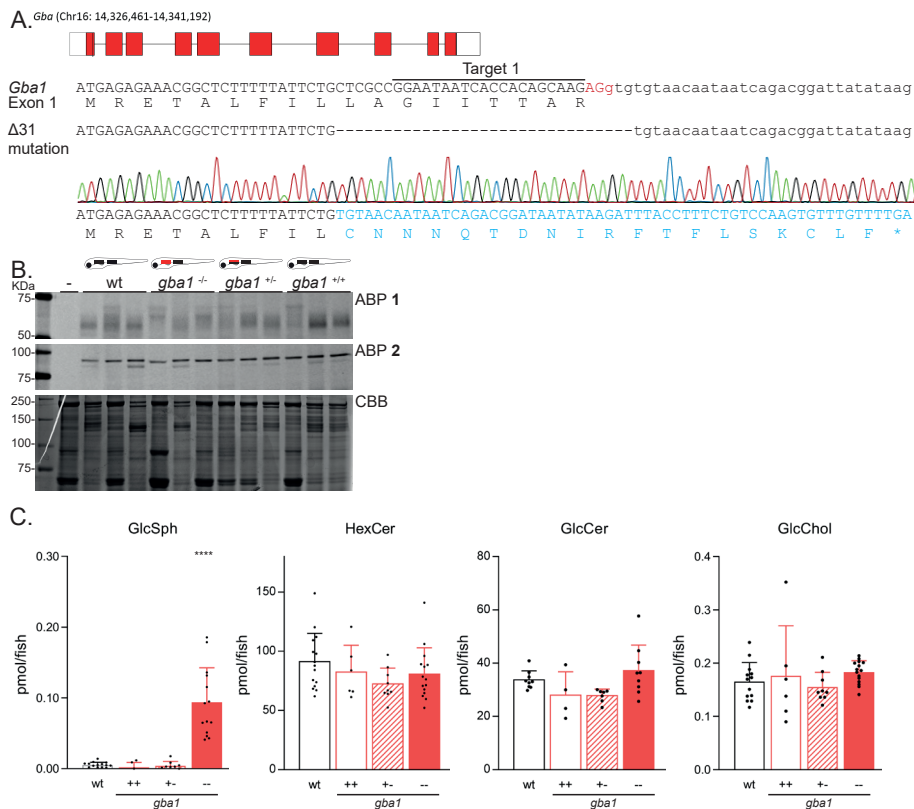 A.
Gba (Chr16: 14,326,461-14,341,192)
Target 1
Gba1 ATGAGAGAAACGGCTCTTTTTATTCTGCTCGCCGGAATAATCACCACAGCAAGAGgtgtgtaacaataatcagacggattatataag
Exon 1 M R E T A L F I L L A G I I T T A R
Δ31 ATGAGAGAAACGGCTCTTTTTATTCTG-------------------------------tgtaacaataatcagacggattatataag
mutation
ATGAGAGAAACGGCTCTTTTTATTCTGTGTAACAATAATCAGACGGATAATATAAGATTTACCTTTCTGTCCAAGTGTTTGTTTTGA
M R E T A L F I L C N N N Q T D N I R F T F L S K C L F *
B.
KDa - wt gba1 -/- gba1 +/- gba1 +/+
75- ABP 1
50-
100- ABP 2
75-
250- CBB
150-
100-
75-
C.
GlcSph HexCer GlcCer GlcChol
pmol/fish
0.30
0.20
0.10
0.00
****
wt ++ +- --
gba1
pmol/fish
150
100
50
0
wt ++ +- --
gba1
pmol/fish
80
60
40
20
0
wt ++ +- --
gba1
pmol/fish
0.4
0.3
0.2
0.1
0.0
wt ++ +- --
gba1